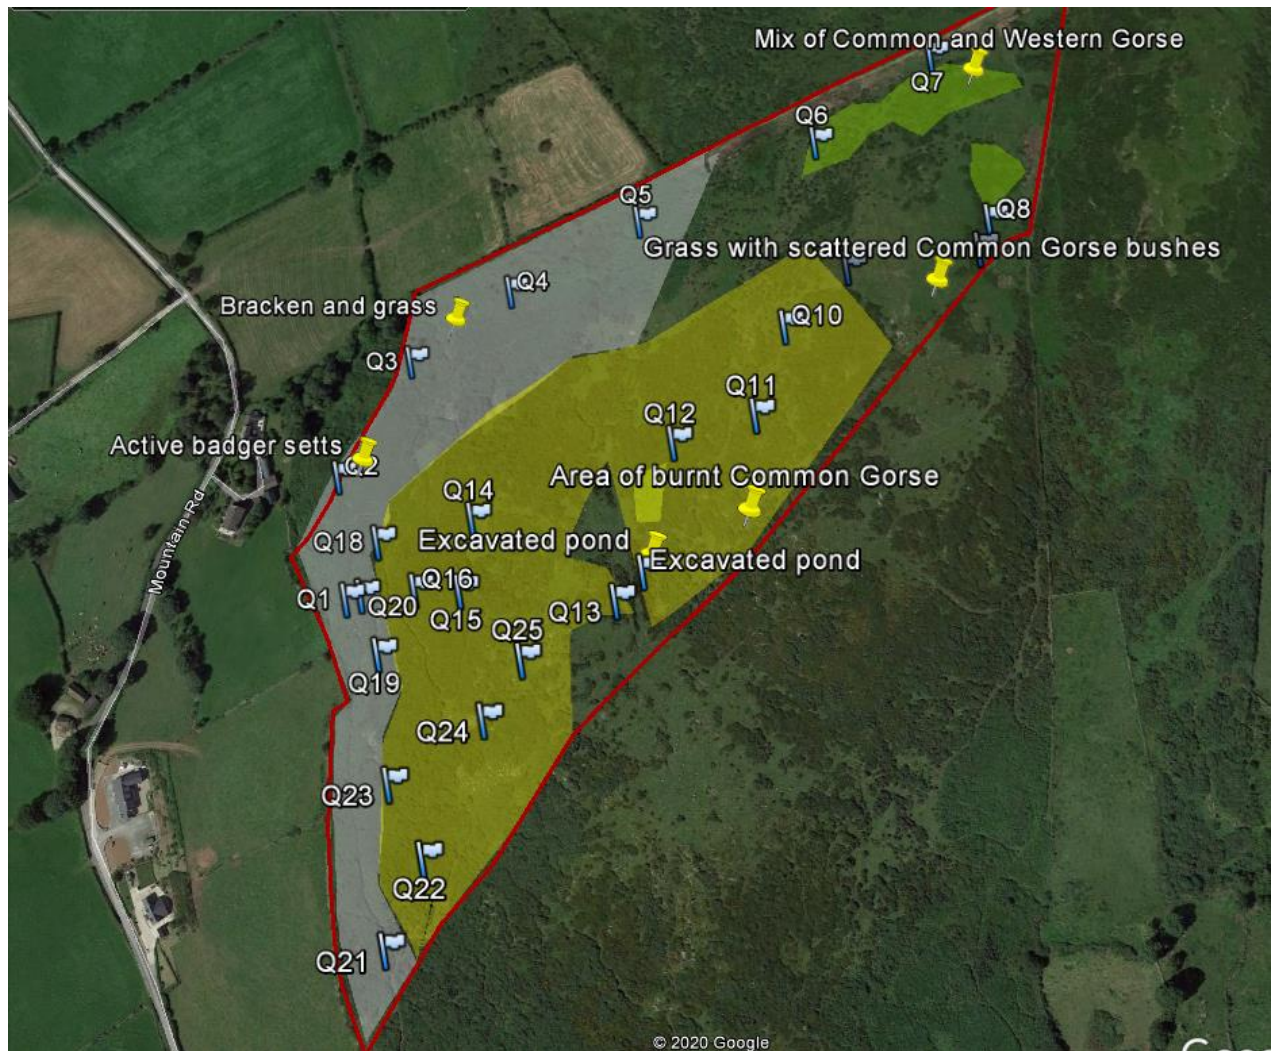 Mix of Common and Western Gorse
Q7
Q6
Q5
Q8
Grass with scattered Common Gorse bushes
Q4
Bracken and grass
Q10
Q3
Q11
Q12
Active badger setts
Q2
Area of burnt Common Gorse
Q14
Q18
Excavated pond
Excavated pond
Mountain Rd
Q16
Q1
Q20
Q15
Q13
Q25
Q19
Q24
Q23
Q22
Q21
© 2020 Google